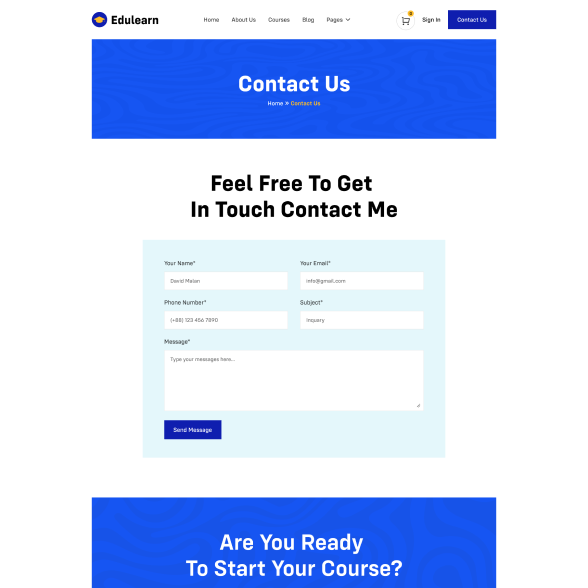 Edulearn
Home About Us Courses Blog Pages
0
Sign In
Contact Us
Contact Us
Home » Contact Us
Feel Free To Get
In Touch Contact Me
Your Name* Your Email*
David Malan info@gmail.com
Phone Number* Subject*
(+88) 123 456 7890 Inquary
Message*
Type your messages here...
Send Message
Are You Ready
To Start Your Course?